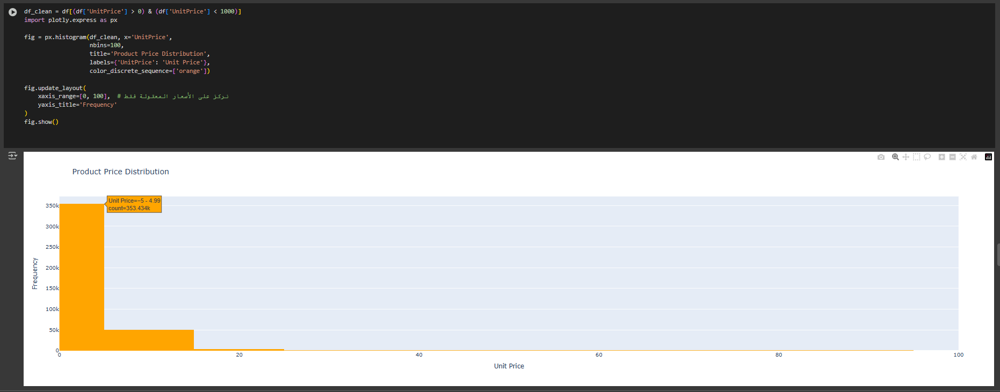 df_clean = df[(df['UnitPrice'] > 0) & (df['UnitPrice'] < 1000)]
import plotly.express as px
fig = px.histogram(df_clean, x='UnitPrice',
nbins=100,
title='Product Price Distribution',
labels={'UnitPrice': 'Unit Price'},
color_discrete_sequence=['orange'])
fig.update_layout(
xaxis_range=[0, 100],  # نركز على الأسعار المعقولة فقط
yaxis_title='Frequency'
)
fig.show()
Product Price Distribution
Unit Price=−5 - 4.99
count=353.434k
350k
300k
250k
200k
150k
100k
50k
0
Frequency
0 20 40 60 80 100
Unit Price